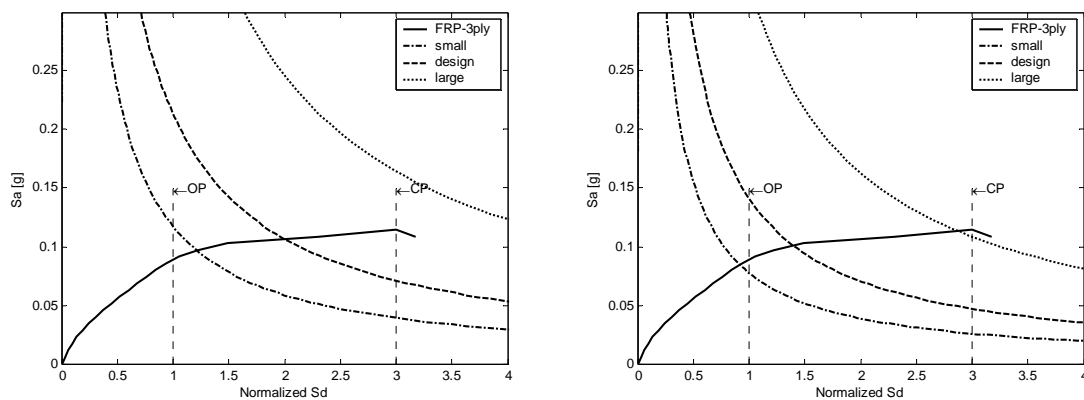 FRP-3ply
small
design
large
0.25
0.2
0.15
0.1
0.05
0
Sa [g]
←OP
←CP
0 0.5 1 1.5 2 2.5 3 3.5 4
Normalized Sd
FRP-3ply
small
design
large
0.25
0.2
0.15
0.1
0.05
0
Sa [g]
←OP
←CP
0 0.5 1 1.5 2 2.5 3 3.5 4
Normalized Sd